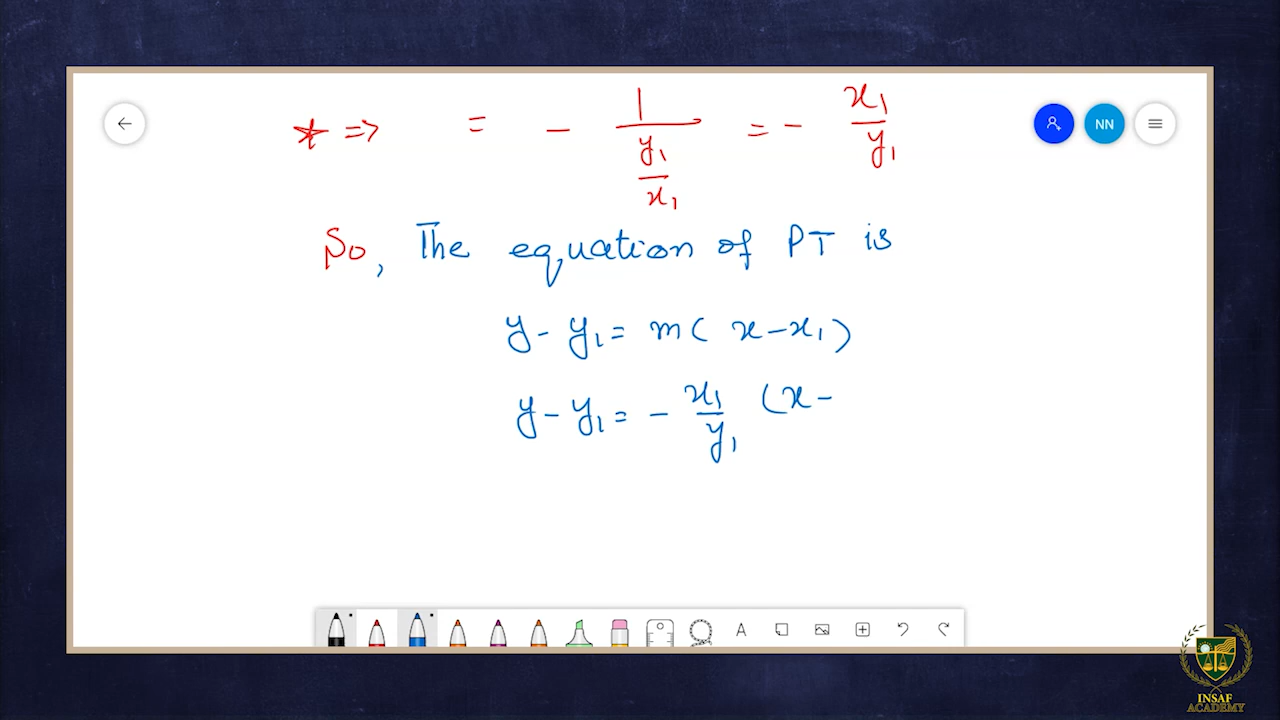 * => = - 1/(y₁/x₁) = - x₁/y₁
So, The equation of PT is
y - y₁ = m( x - x₁ )
y - y₁ = - x₁/y₁ (x -
NN
A
INSAF
ACADEMY